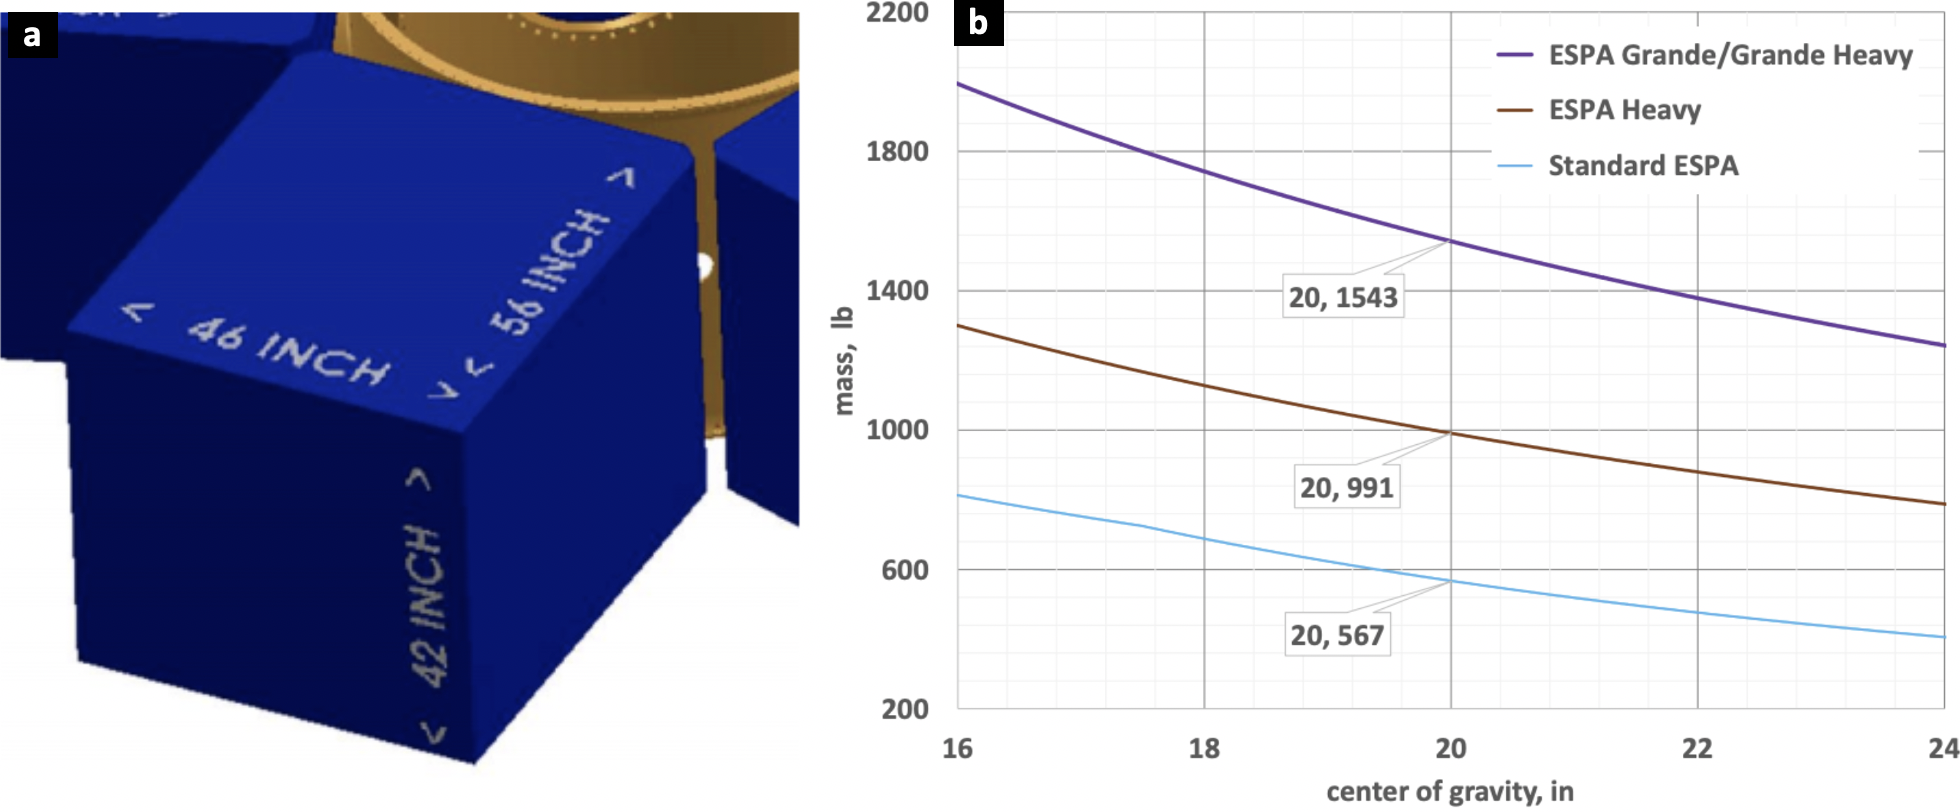 a
46 INCH
56 INCH
42 INCH
b
ESPA Grande/Grande Heavy
ESPA Heavy
Standard ESPA
mass, lb
2200
1800
1400
1000
600
200
20, 1543
20, 991
20, 567
16 18 20 22 24
center of gravity, in